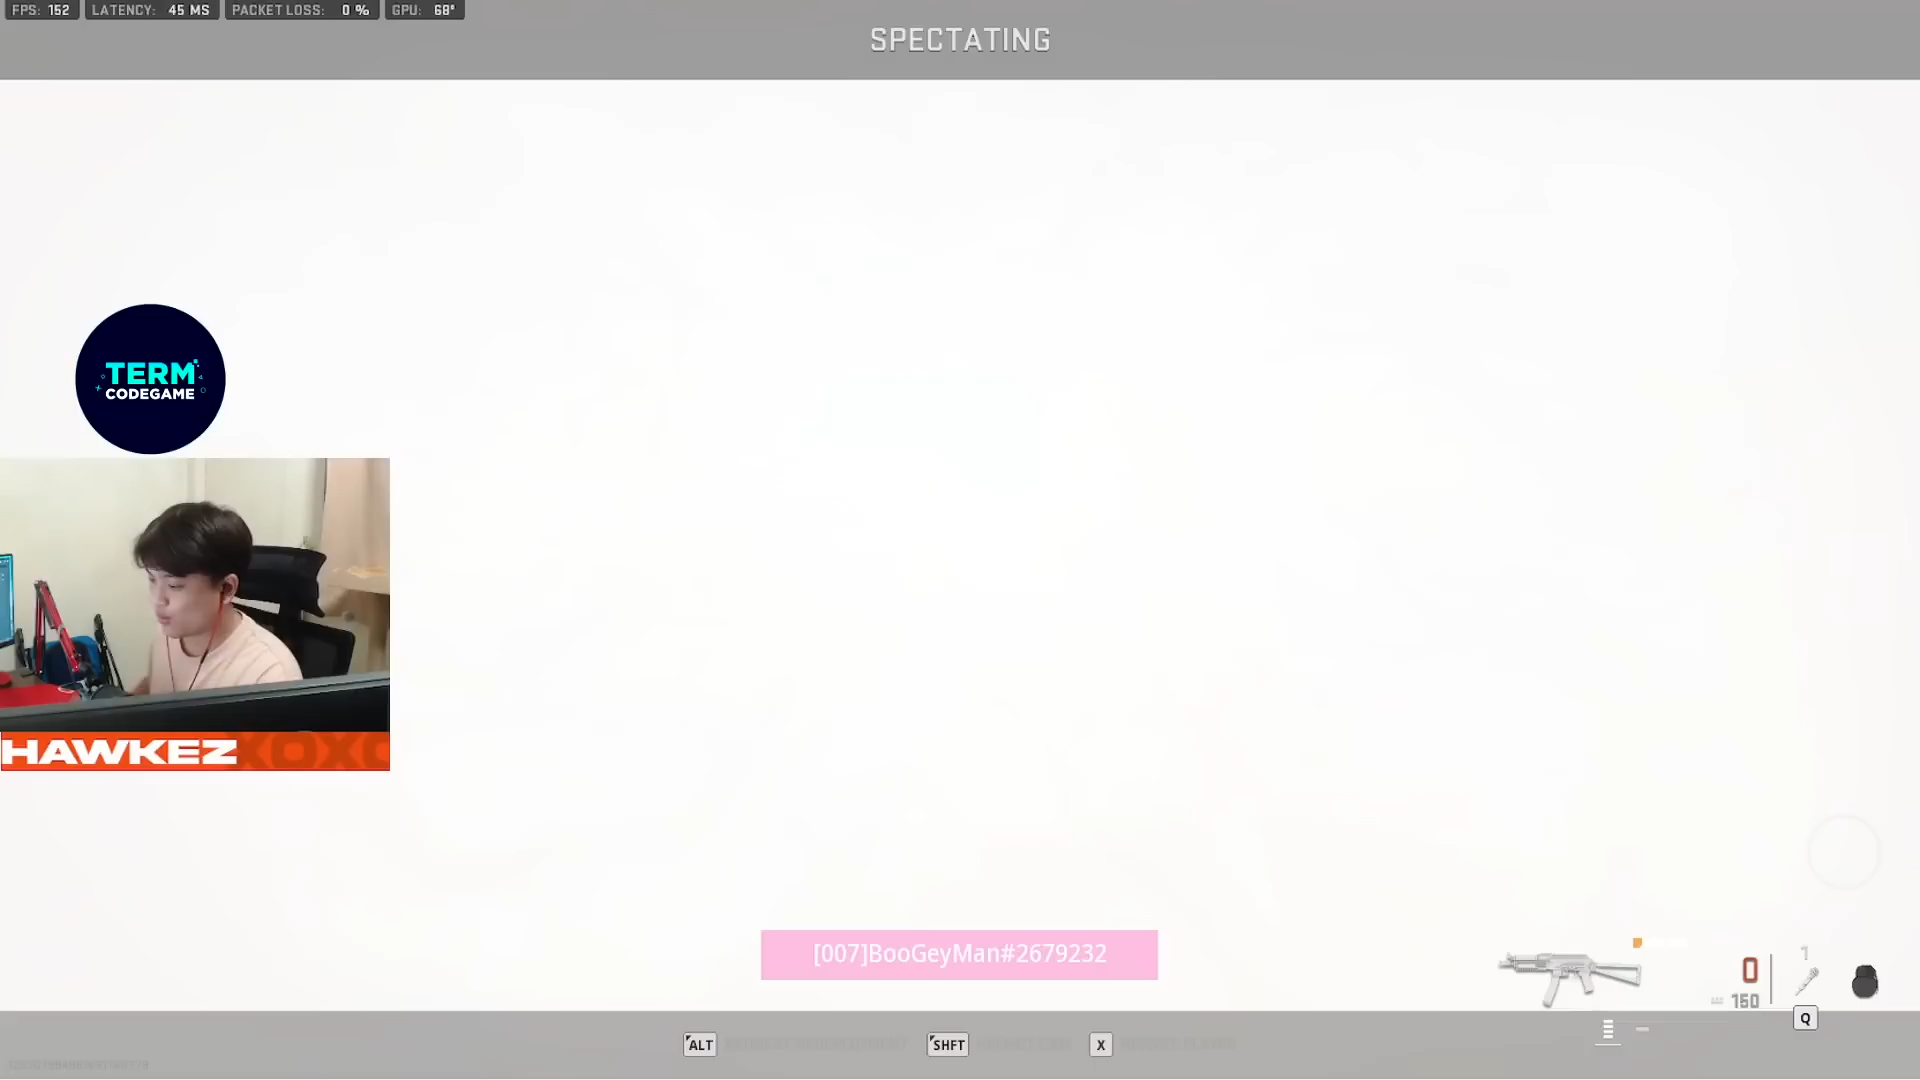 FPS: 152 LATENCY: 45 MS PACKET LOSS: 0 % GPU: 68°
SPECTATING
TERM
CODEGAME
HAWKEZ XOXO
[007]BooGeyMan#2679232
0
150
1
Q
ALT SHFT X